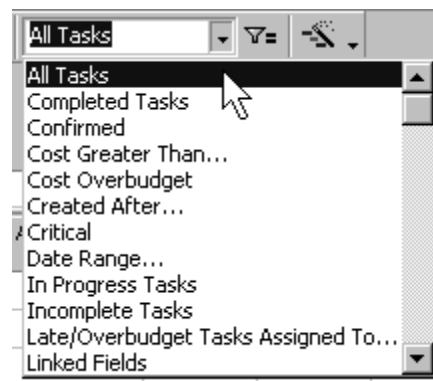 All Tasks
All Tasks
Completed Tasks
Confirmed
Cost Greater Than...
Cost Overbudget
Created After...
Critical
Date Range...
In Progress Tasks
Incomplete Tasks
Late/Overbudget Tasks Assigned To...
Linked Fields